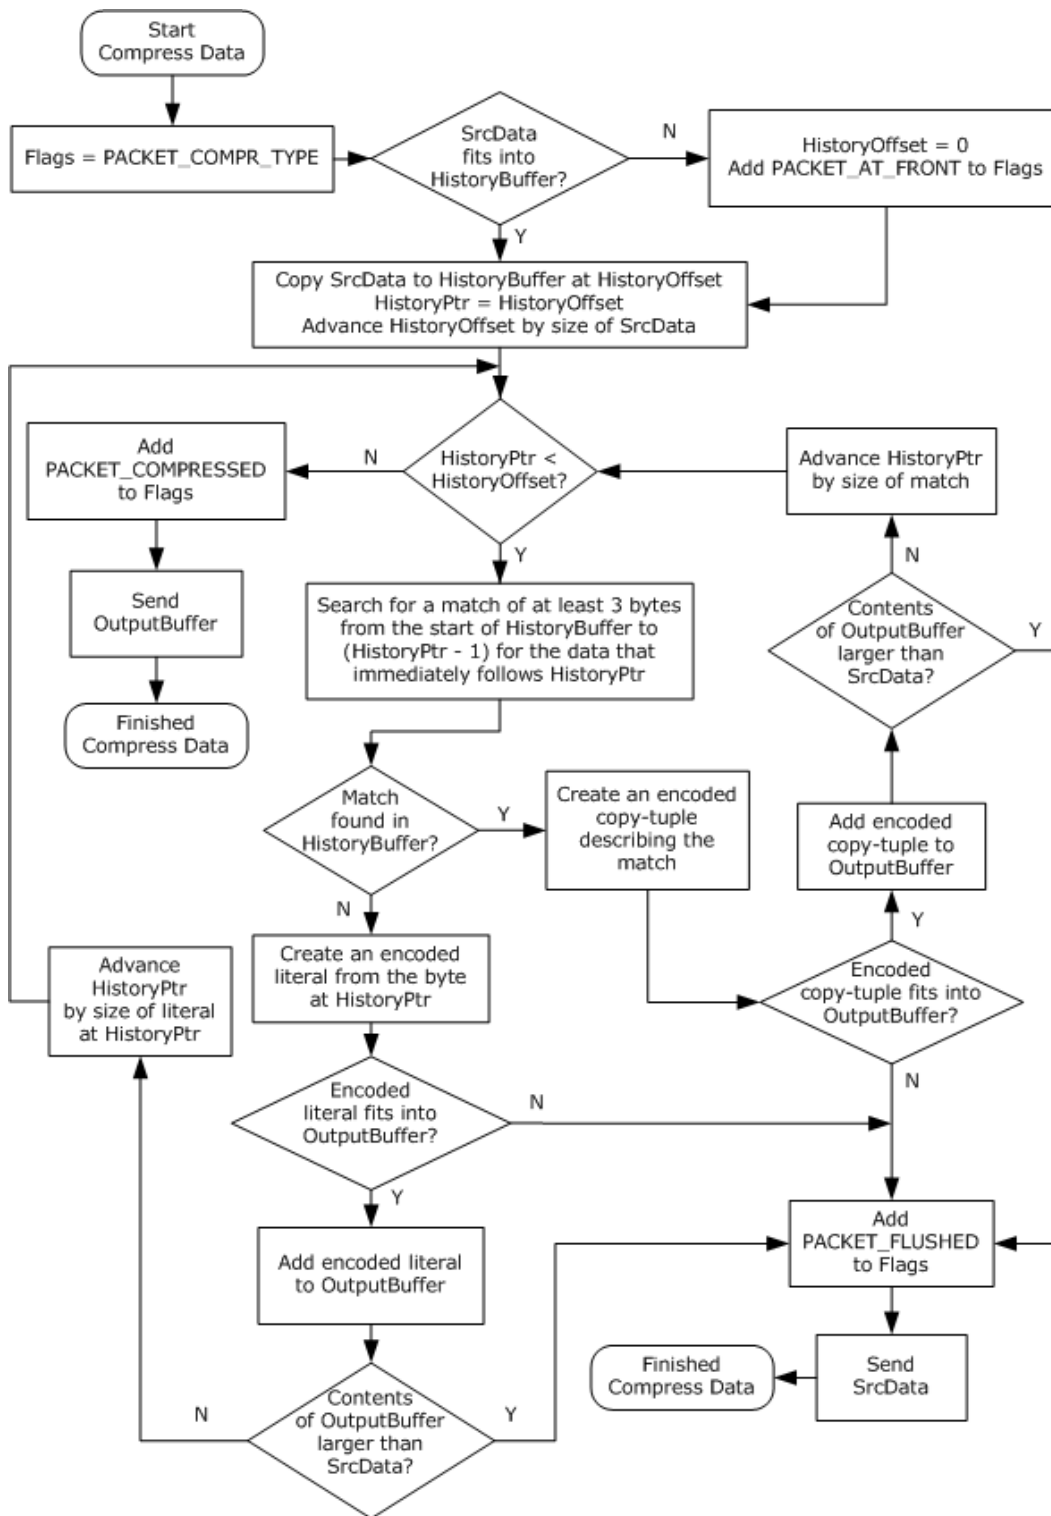 Start
Compress Data
Flags = PACKET_COMPR_TYPE
SrcData
fits into
HistoryBuffer?
N
HistoryOffset = 0
Add PACKET_AT_FRONT to Flags
Y
Copy SrcData to HistoryBuffer at HistoryOffset
HistoryPtr = HistoryOffset
Advance HistoryOffset by size of SrcData
Add
PACKET_COMPRESSED
to Flags
N
HistoryPtr <
HistoryOffset?
Advance HistoryPtr
by size of match
Y
N
Send
OutputBuffer
Search for a match of at least 3 bytes
from the start of HistoryBuffer to
(HistoryPtr - 1) for the data that
immediately follows HistoryPtr
Contents
of OutputBuffer
larger than
SrcData?
Y
Finished
Compress Data
Match
found in
HistoryBuffer?
Y
Create an encoded
copy-tuple
describing the
match
Add encoded
copy-tuple to
OutputBuffer
N
Y
Advance
HistoryPtr
by size of literal
at HistoryPtr
Create an encoded
literal from the byte
at HistoryPtr
Encoded
copy-tuple fits into
OutputBuffer?
N
Encoded
literal fits into
OutputBuffer?
N
Y
Add encoded literal
to OutputBuffer
Add
PACKET_FLUSHED
to Flags
Finished
Compress Data
Send
SrcData
N
Contents
of OutputBuffer
larger than
SrcData?
Y